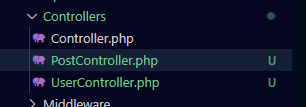 Controllers
Controller.php
PostController.php U
UserController.php U
Middleware